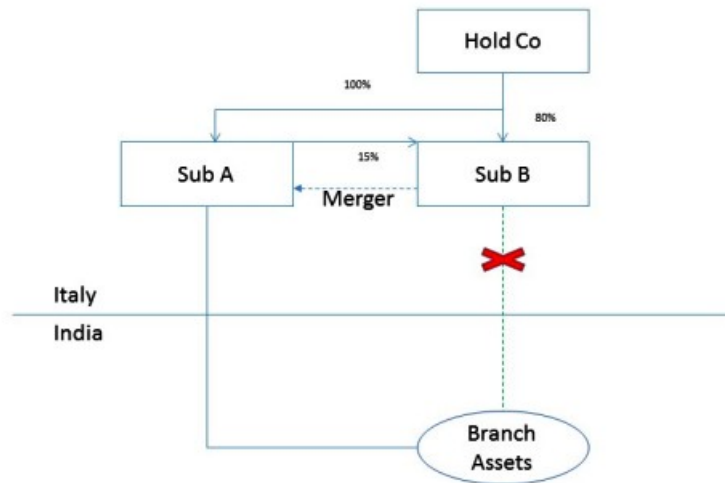 Hold Co
100%
80%
Sub A
15%
Sub B
Merger
Italy
India
Branch
Assets